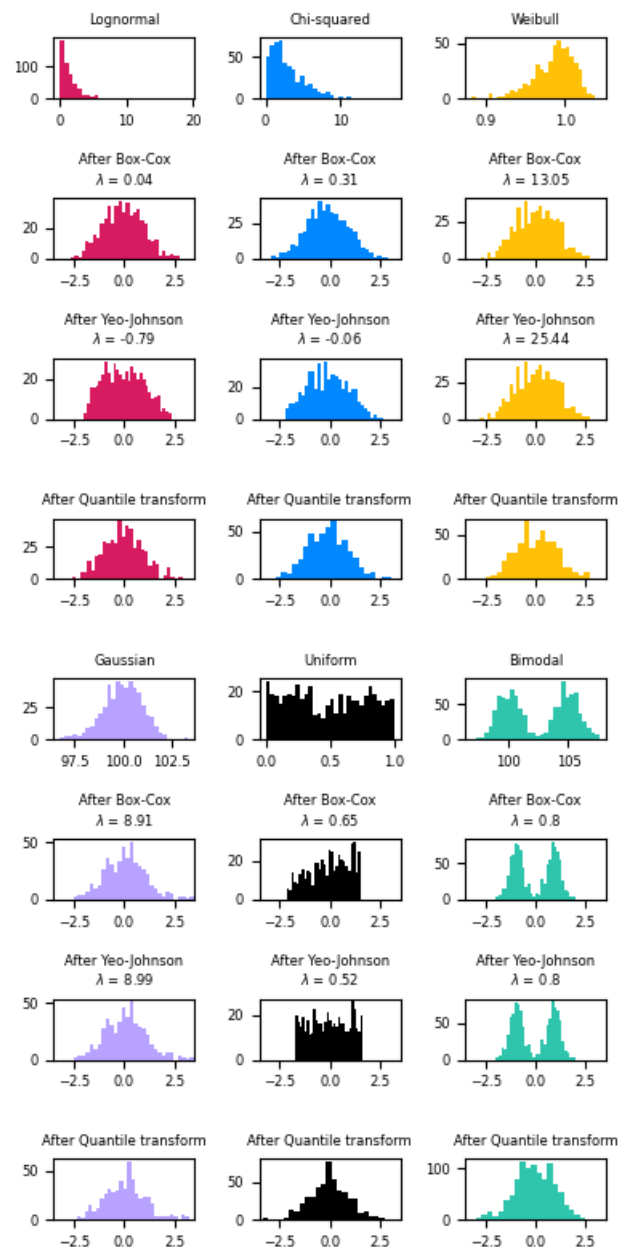 Lognormal Chi-squared Weibull
100 50 50
0 0 0
0 10 20 0 10 0.9 1.0
After Box-Cox After Box-Cox After Box-Cox
λ = 0.04 λ = 0.31 λ = 13.05
20 25 25
0 0 0
−2.5 0.0 2.5 −2.5 0.0 2.5 −2.5 0.0 2.5
After Yeo-Johnson After Yeo-Johnson After Yeo-Johnson
λ = -0.79 λ = -0.06 λ = 25.44
20 20 25
0 0 0
−2.5 0.0 2.5 −2.5 0.0 2.5 −2.5 0.0 2.5
After Quantile transform After Quantile transform After Quantile transform
25 50 50
0 0 0
−2.5 0.0 2.5 −2.5 0.0 2.5 −2.5 0.0 2.5
Gaussian Uniform Bimodal
25 20 50
0 0 0
97.5 100.0 102.5 0.0 0.5 1.0 100 105
After Box-Cox After Box-Cox After Box-Cox
λ = 8.91 λ = 0.65 λ = 0.8
50 20 50
0 0 0
−2.5 0.0 2.5 −2.5 0.0 2.5 −2.5 0.0 2.5
After Yeo-Johnson After Yeo-Johnson After Yeo-Johnson
λ = 8.99 λ = 0.52 λ = 0.8
50 20 50
0 0 0
−2.5 0.0 2.5 −2.5 0.0 2.5 −2.5 0.0 2.5
After Quantile transform After Quantile transform After Quantile transform
50 50 100
0 0 0
−2.5 0.0 2.5 −2.5 0.0 2.5 −2.5 0.0 2.5